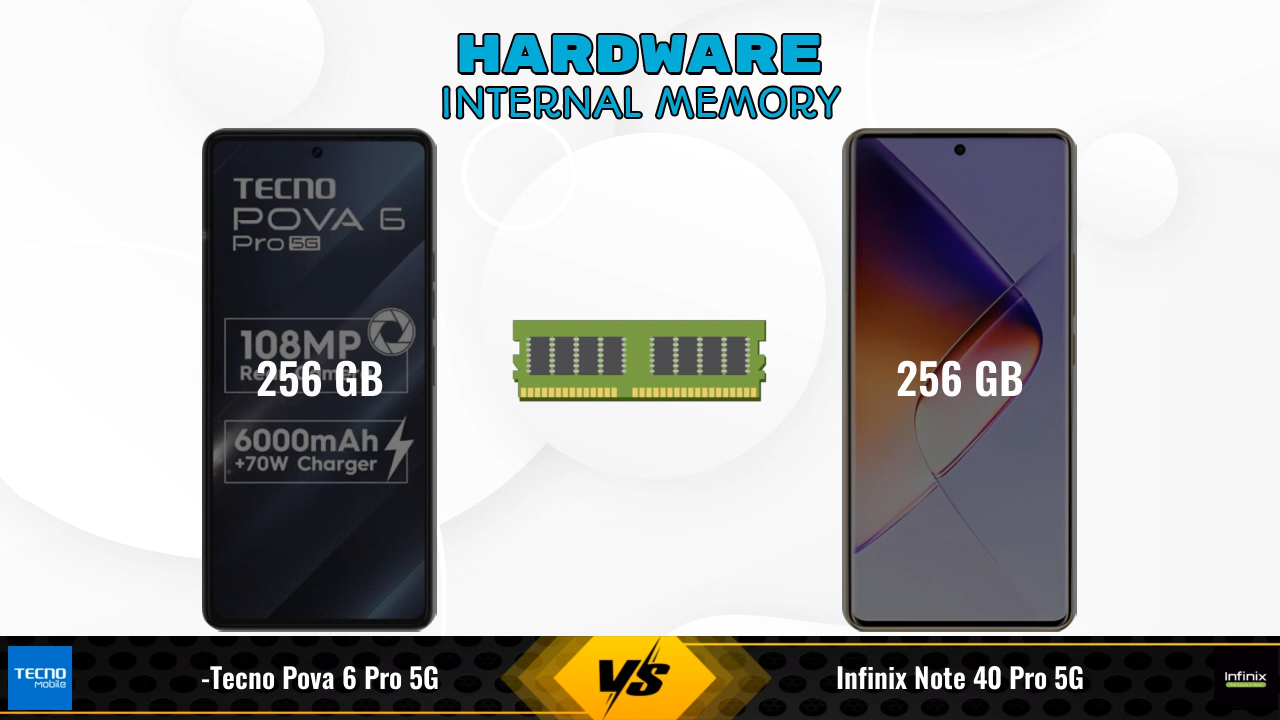 HARDWARE
INTERNAL MEMORY
TECNO
POVA 6
Pro 5G
108MP
256 GB
6000mAh
+70W Charger
256 GB
TECNO
mobile
-Tecno Pova 6 Pro 5G
VS
Infinix Note 40 Pro 5G
Infinix